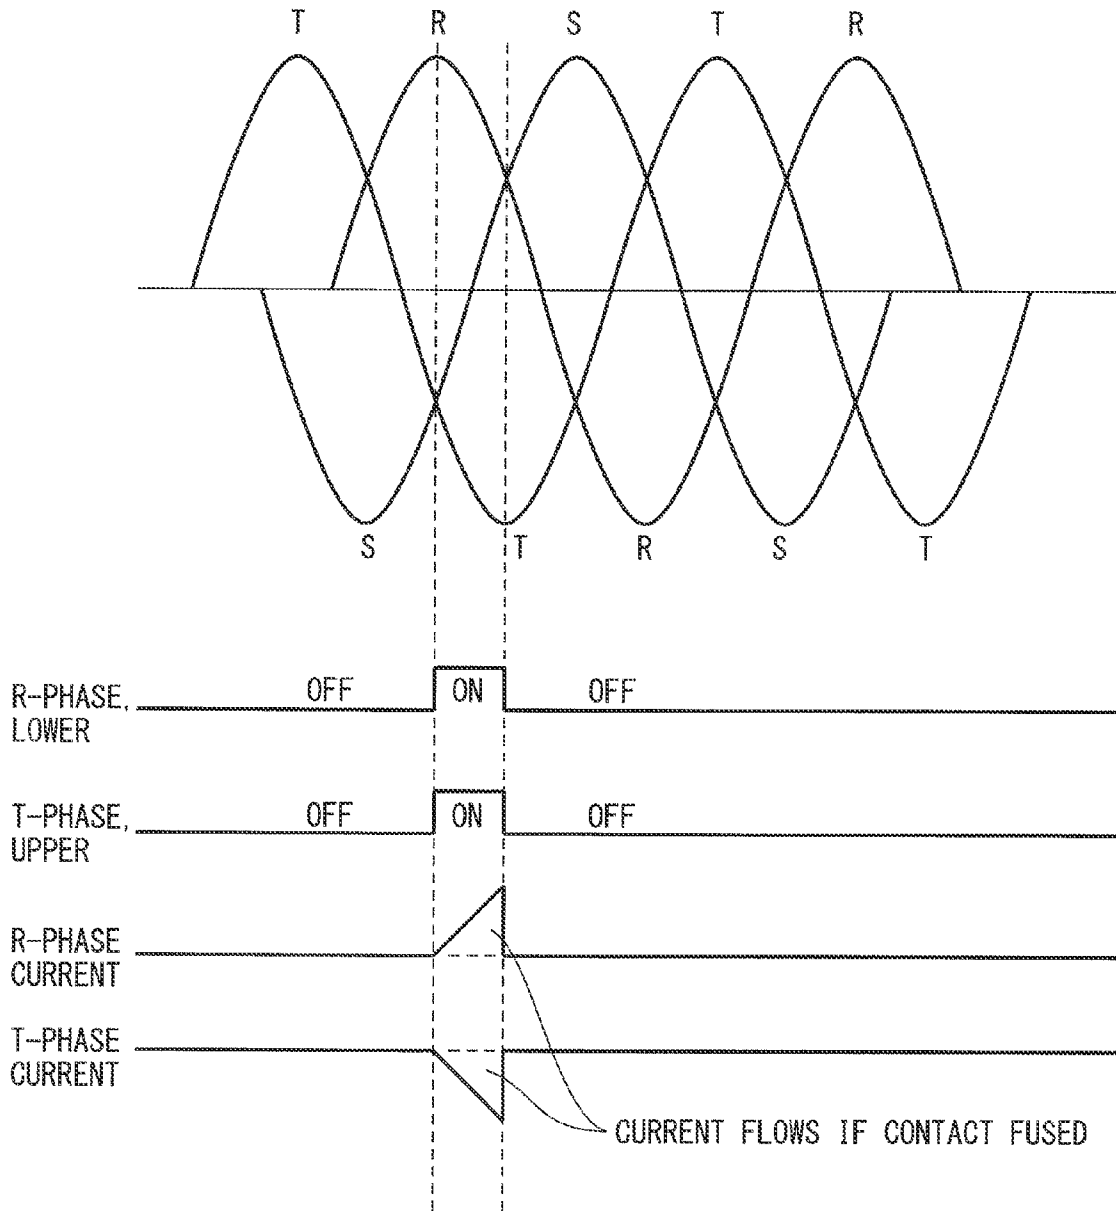 T R S T R
S T R S T
R-PHASE,
LOWER
OFF ON OFF
T-PHASE,
UPPER
OFF ON OFF
R-PHASE
CURRENT
T-PHASE
CURRENT
CURRENT FLOWS IF CONTACT FUSED